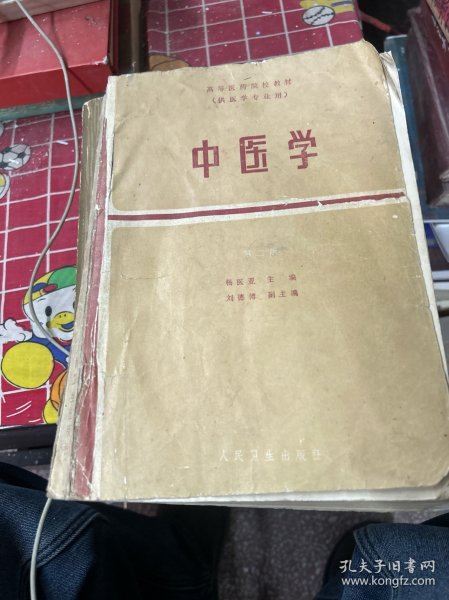 高等医药院校教材
（供医学专业用）
中医学
第二版
杨医亚 主编
刘德傅 副主编
人民卫生出版社
孔夫子旧书网
www.kongfz.com